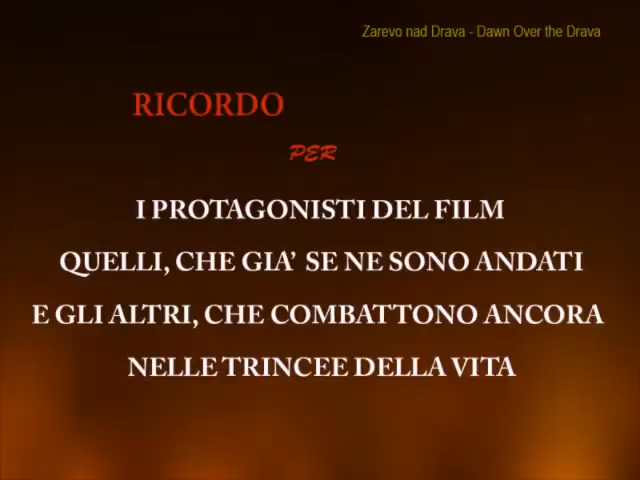 Zarevo nad Drava - Dawn Over the Drava
RICORDO
PER
I PROTAGONISTI DEL FILM
QUELLI, CHE GIA' SE NE SONO ANDATI
E GLI ALTRI, CHE COMBATTONO ANCORA
NELLE TRINCEE DELLA VITA